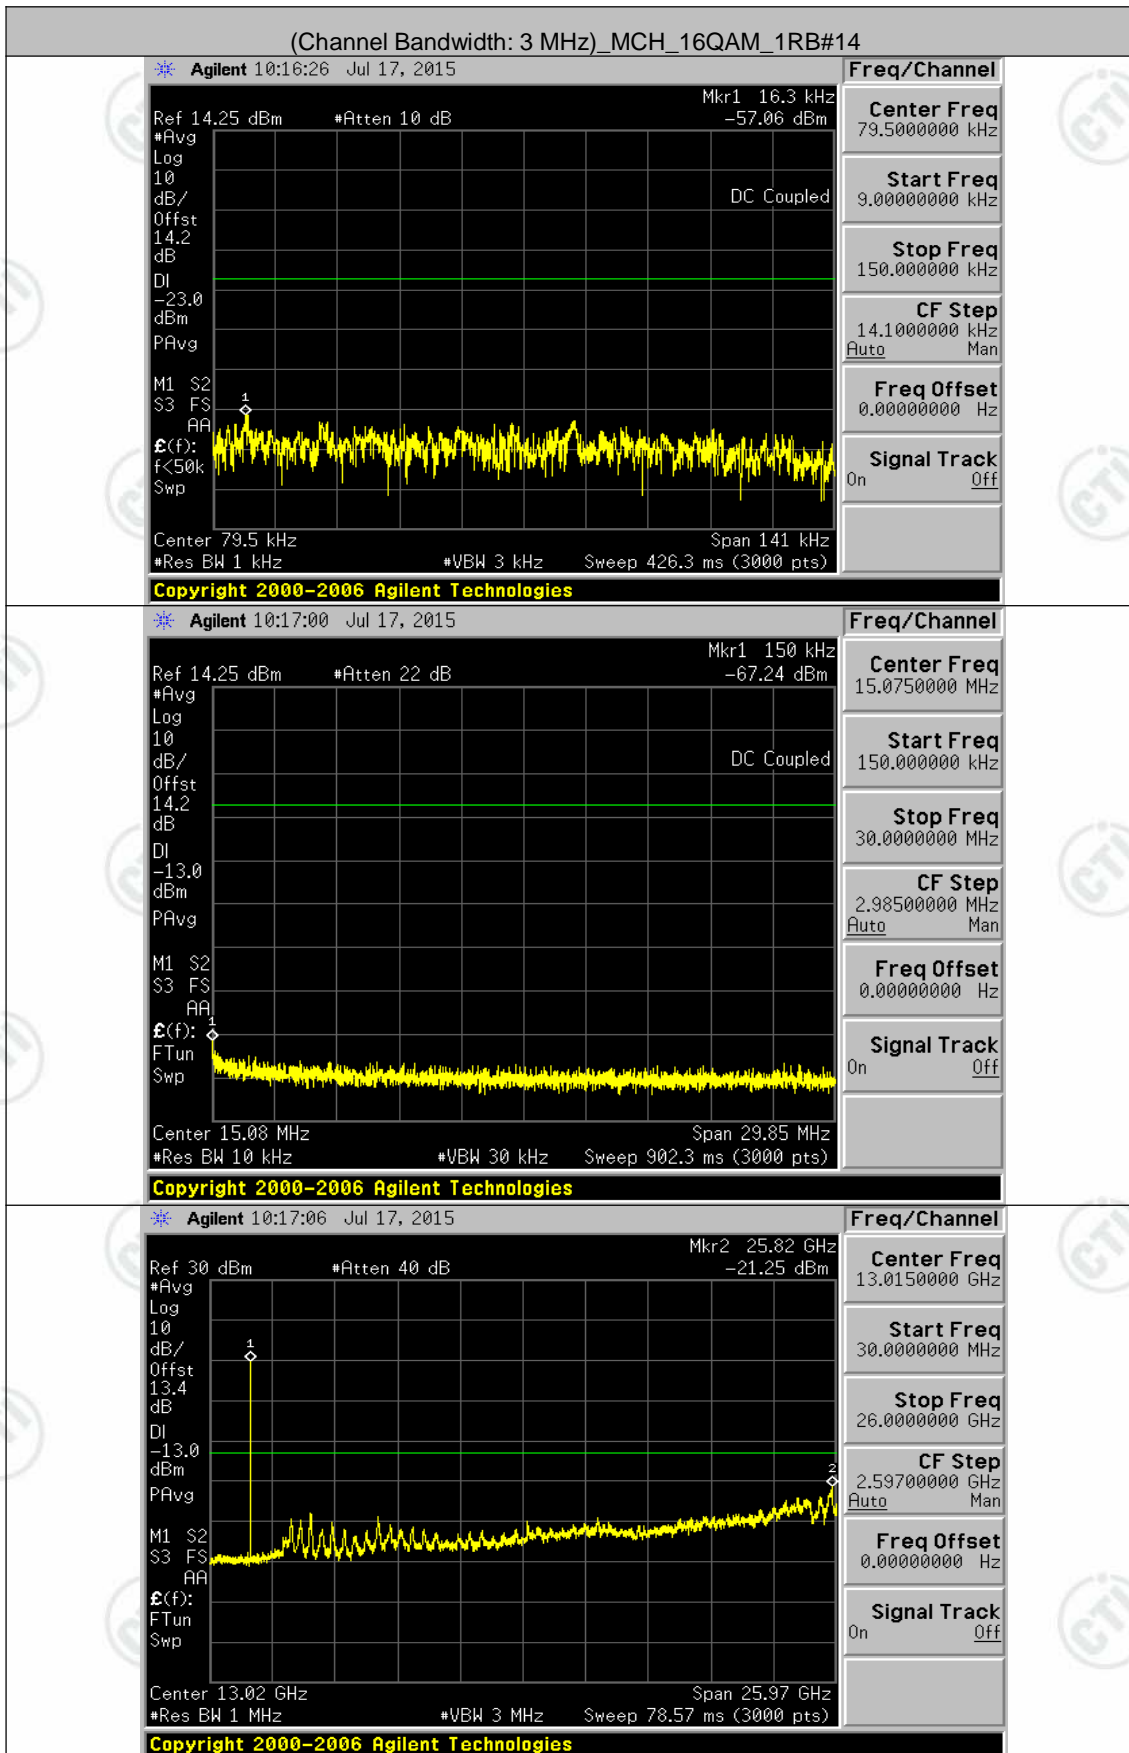 (Channel Bandwidth: 3 MHz)_MCH_16QAM_1RB#14
Agilent 10:16:26 Jul 17, 2015
Freq/Channel
Mkr1 16.3 kHz
Ref 14.25 dBm #Atten 10 dB -57.06 dBm
#Avg
Log
10
dB/
Offst
14.2
dB
DI
-23.0
dBm
PAvg
M1 S2
S3 FS
AA
£(f):
f<50k
Swp
DC Coupled
1
Center 79.5 kHz Span 141 kHz
#Res BW 1 kHz #VBW 3 kHz Sweep 426.3 ms (3000 pts)
Copyright 2000-2006 Agilent Technologies
Center Freq
79.5000000 kHz
Start Freq
9.00000000 kHz
Stop Freq
150.000000 kHz
CF Step
14.1000000 kHz
Auto Man
Freq Offset
0.00000000 Hz
Signal Track
On Off
Agilent 10:17:00 Jul 17, 2015
Freq/Channel
Mkr1 150 kHz
Ref 14.25 dBm #Atten 22 dB -67.24 dBm
#Avg
Log
10
dB/
Offst
14.2
dB
DI
-13.0
dBm
PAvg
M1 S2
S3 FS
AA
£(f):
FTun
Swp
DC Coupled
1
Center 15.08 MHz Span 29.85 MHz
#Res BW 10 kHz #VBW 30 kHz Sweep 902.3 ms (3000 pts)
Copyright 2000-2006 Agilent Technologies
Center Freq
15.0750000 MHz
Start Freq
150.000000 kHz
Stop Freq
30.0000000 MHz
CF Step
2.98500000 MHz
Auto Man
Freq Offset
0.00000000 Hz
Signal Track
On Off
Agilent 10:17:06 Jul 17, 2015
Freq/Channel
Mkr2 25.82 GHz
Ref 30 dBm #Atten 40 dB -21.25 dBm
#Avg
Log
10
dB/
Offst
13.4
dB
DI
-13.0
dBm
PAvg
M1 S2
S3 FS
AA
£(f):
FTun
Swp
1
2
Center 13.02 GHz Span 25.97 GHz
#Res BW 1 MHz #VBW 3 MHz Sweep 78.57 ms (3000 pts)
Copyright 2000-2006 Agilent Technologies
Center Freq
13.0150000 GHz
Start Freq
30.0000000 MHz
Stop Freq
26.0000000 GHz
CF Step
2.59700000 GHz
Auto Man
Freq Offset
0.00000000 Hz
Signal Track
On Off
CTI